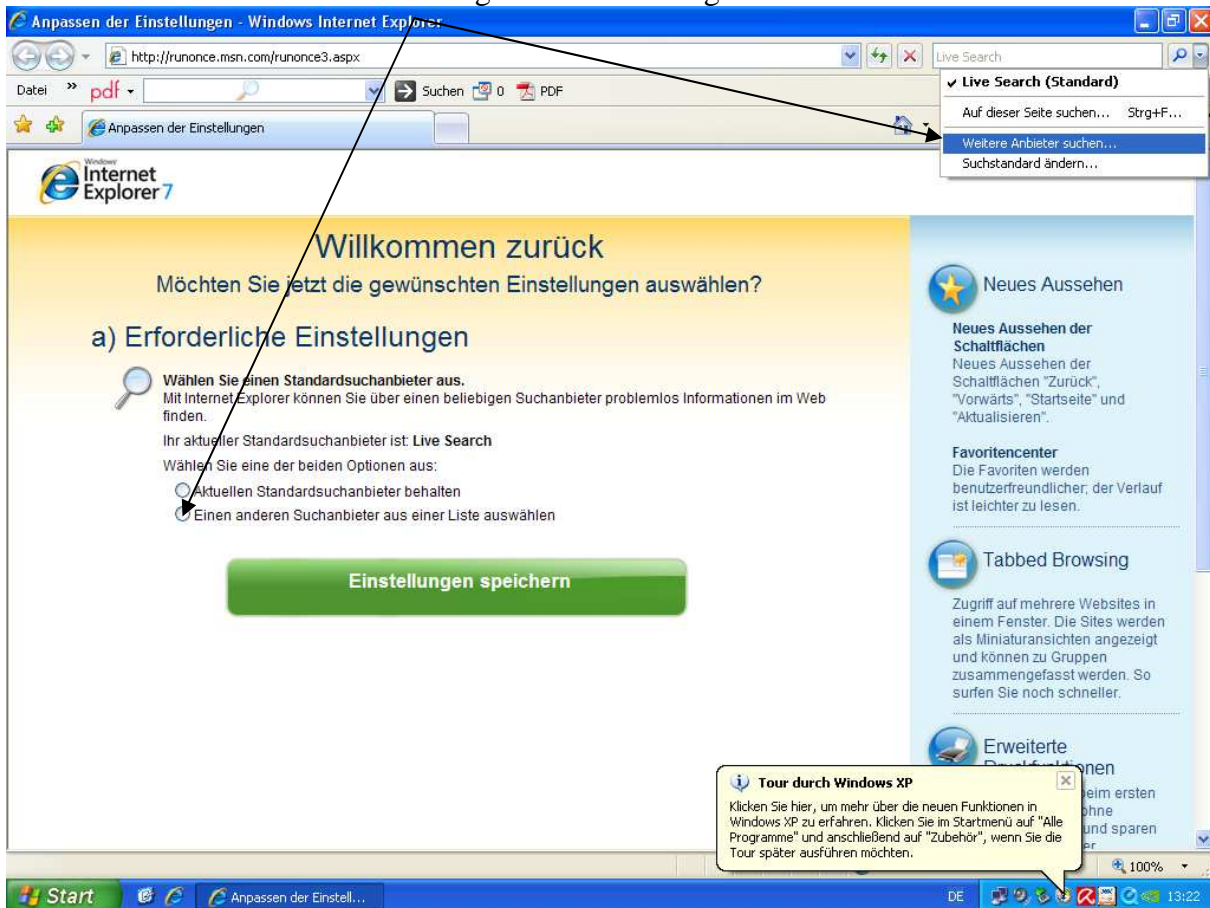 Anpassen der Einstellungen - Windows Internet Explorer
http://runonce.msn.com/runonce3.aspx
Live Search
Datei » pdf Suchen 0 PDF
Anpassen der Einstellungen
Live Search (Standard)
Auf dieser Seite suchen... Strg+F...
Weitere Anbieter suchen...
Suchstandard ändern...
Windows
Internet
Explorer 7
Willkommen zurück
Möchten Sie jetzt die gewünschten Einstellungen auswählen?
a) Erforderliche Einstellungen
Wählen Sie einen Standardsuchanbieter aus.
Mit Internet Explorer können Sie über einen beliebigen Suchanbieter problemlos Informationen im Web
finden.
Ihr aktueller Standardsuchanbieter ist: Live Search
Wählen Sie eine der beiden Optionen aus:
Aktuellen Standardsuchanbieter behalten
Einen anderen Suchanbieter aus einer Liste auswählen
Einstellungen speichern
Neues Aussehen
Neues Aussehen der
Schaltflächen
Neues Aussehen der
Schaltflächen "Zurück",
"Vorwärts", "Startseite" und
"Aktualisieren".
Favoritencenter
Die Favoriten werden
benutzerfreundlicher; der Verlauf
ist leichter zu lesen.
Tabbed Browsing
Zugriff auf mehrere Websites in
einem Fenster. Die Sites werden
als Miniaturansichten angezeigt
und können zu Gruppen
zusammengefasst werden. So
surfen Sie noch schneller.
Erweiterte
eim ersten
ohne
und sparen
Tour durch Windows XP
Klicken Sie hier, um mehr über die neuen Funktionen in
Windows XP zu erfahren. Klicken Sie im Startmenü auf "Alle
Programme" und anschließend auf "Zubehör", wenn Sie die
Tour später ausführen möchten.
100%
Start Anpassen der Einstell... DE 13:22